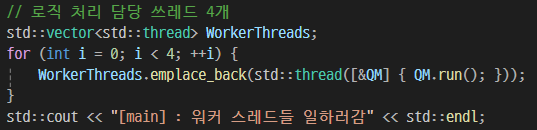 // 로직 처리 담당 쓰레드 4개
std::vector<std::thread> WorkerThreads;
for (int i = 0; i < 4; ++i) {
    WorkerThreads.emplace_back(std::thread([&QM] { QM.run(); }));
}
std::cout << "[main] : 워커 스레드들 일하러감" << std::endl;